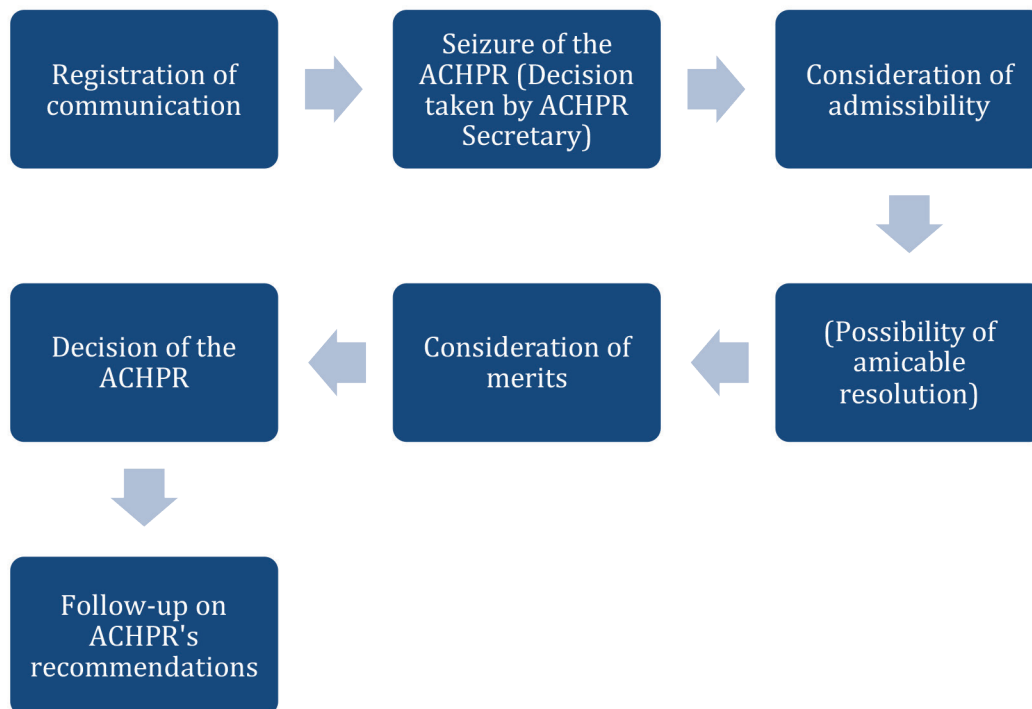 Registration of
communication
Seizure of the
ACHPR (Decision
taken by ACHPR
Secretary)
Consideration of
admissibility
(Possibility of
amicable
resolution)
Consideration of
merits
Decision of the
ACHPR
Follow-up on
ACHPR's
recommendations